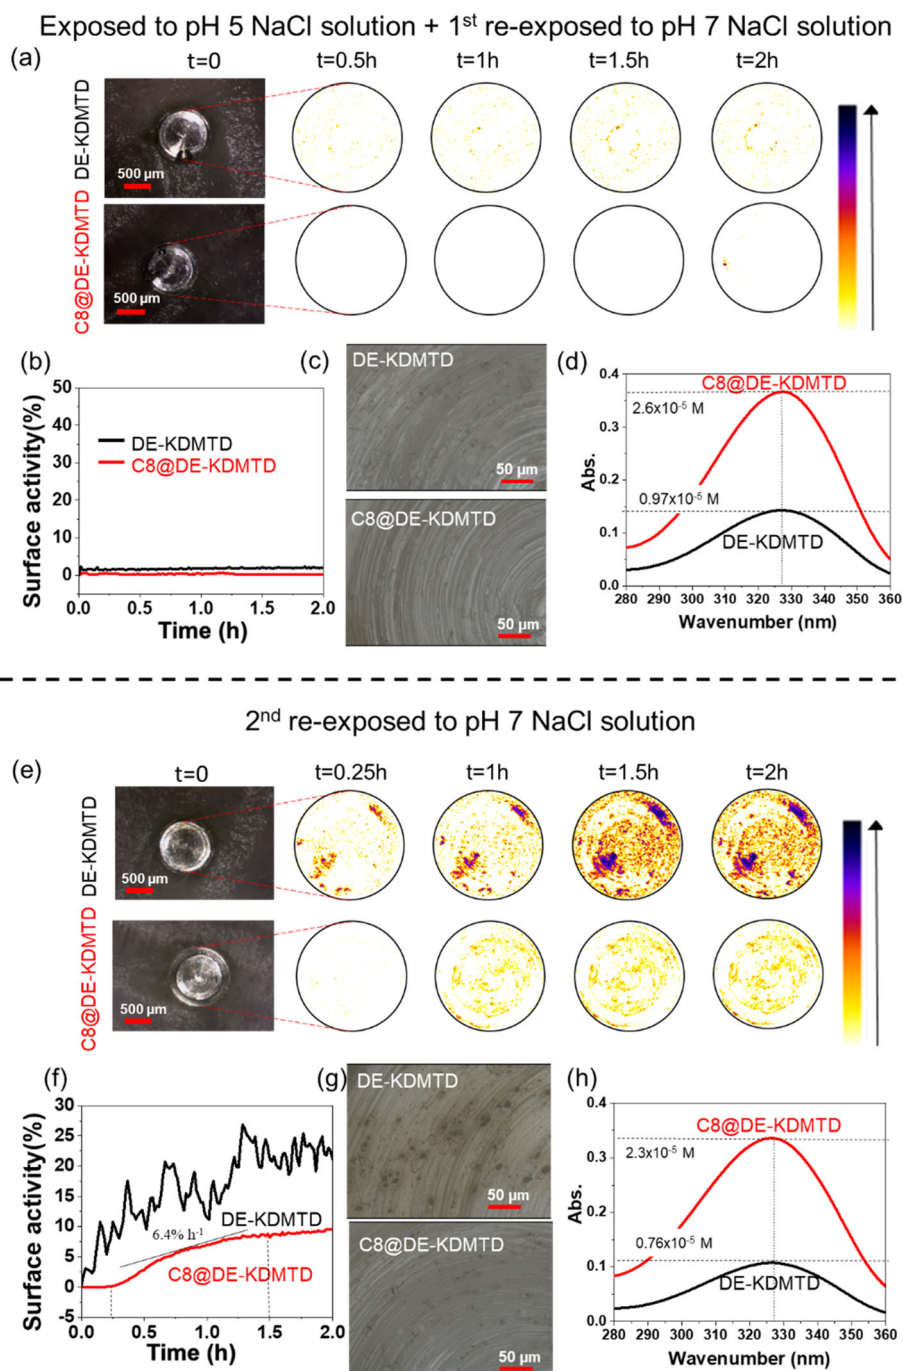 Exposed to pH 5 NaCl solution + 1st re-exposed to pH 7 NaCl solution
(a)
t=0 t=0.5h t=1h t=1.5h t=2h
DE-KDMTD
500 µm
C8@DE-KDMTD
500 µm
(b)
Surface activity(%)
50
40
30
20
10
0
DE-KDMTD
C8@DE-KDMTD
0.0 0.5 1.0 1.5 2.0
Time (h)
(c)
DE-KDMTD
50 µm
C8@DE-KDMTD
50 µm
(d)
Abs.
0.4
0.3
0.2
0.1
0.0
C8@DE-KDMTD
2.6x10-5 M
0.97x10-5 M
DE-KDMTD
280 290 300 310 320 330 340 350 360
Wavenumber (nm)
2nd re-exposed to pH 7 NaCl solution
(e)
t=0 t=0.25h t=1h t=1.5h t=2h
DE-KDMTD
500 µm
C8@DE-KDMTD
500 µm
(f)
Surface activity(%)
30
25
20
15
10
5
0
-5
6.4% h-1
DE-KDMTD
C8@DE-KDMTD
0.0 0.5 1.0 1.5 2.0
Time (h)
(g)
DE-KDMTD
50 µm
C8@DE-KDMTD
50 µm
(h)
Abs.
0.4
0.3
0.2
0.1
0.0
C8@DE-KDMTD
2.3x10-5 M
0.76x10-5 M
DE-KDMTD
280 290 300 310 320 330 340 350 360
Wavenumber (nm)